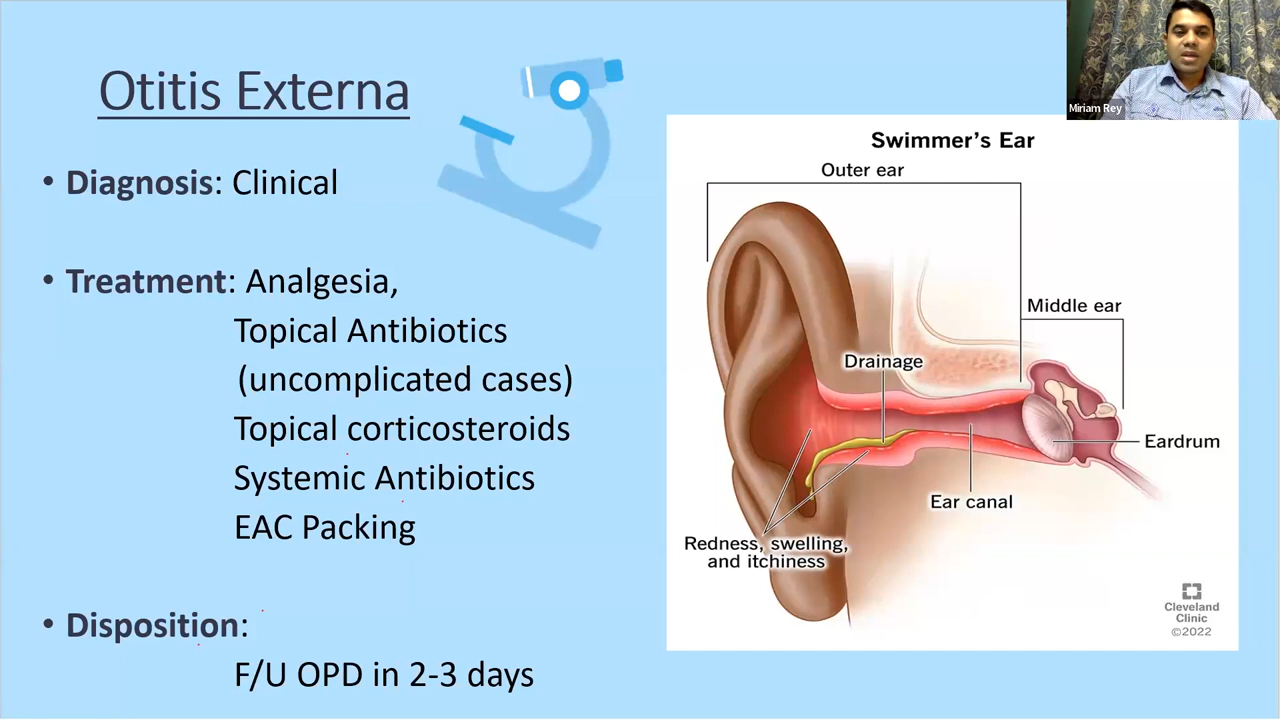 Otitis Externa
• Diagnosis: Clinical
• Treatment: Analgesia,
Topical Antibiotics
(uncomplicated cases)
Topical corticosteroids
Systemic Antibiotics
EAC Packing
• Disposition:
F/U OPD in 2-3 days
Miriam Rey
Swimmer's Ear
Outer ear
Middle ear
Drainage
Eardrum
Ear canal
Redness, swelling,
and itchiness
Cleveland
Clinic
©2022